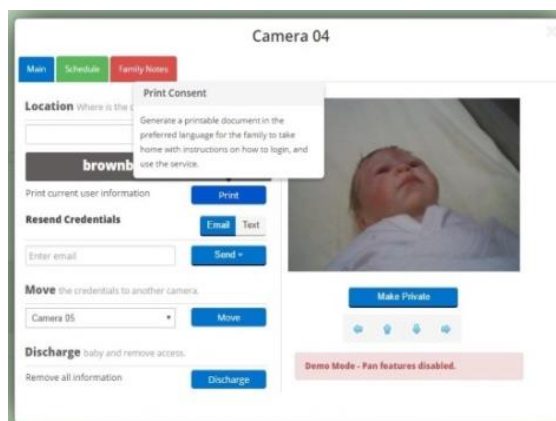 Camera 04
Main
Schedule
Family Notes
Print Consent
Generate a printable document in the
preferred language for the family to take
home with instructions on how to login, and
use the service.
Location Where is the
brownb
Print current user information
Print
Resend Credentials
Email
Text
Enter email
Send
Move the credentials to another camera.
Camera 05
Move
Discharge baby and remove access.
Remove all information
Discharge
Make Private
Demo Mode - Pan features disabled.